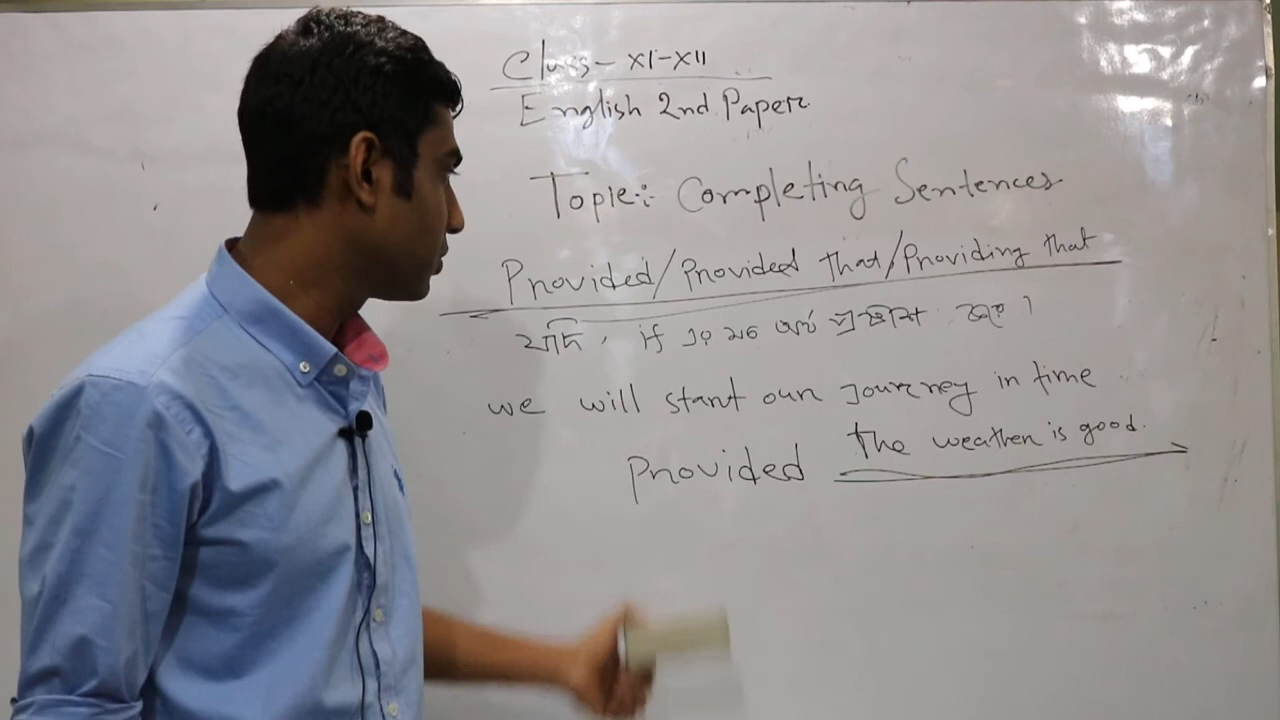 Class - XI-XII
English 2nd Paper
Topic: Completing Sentences
Provided/Provided that/Providing that
যদি, if এর মত অর্থ প্রকাশ করে।
we will start our journey in time
Provided the weather is good.